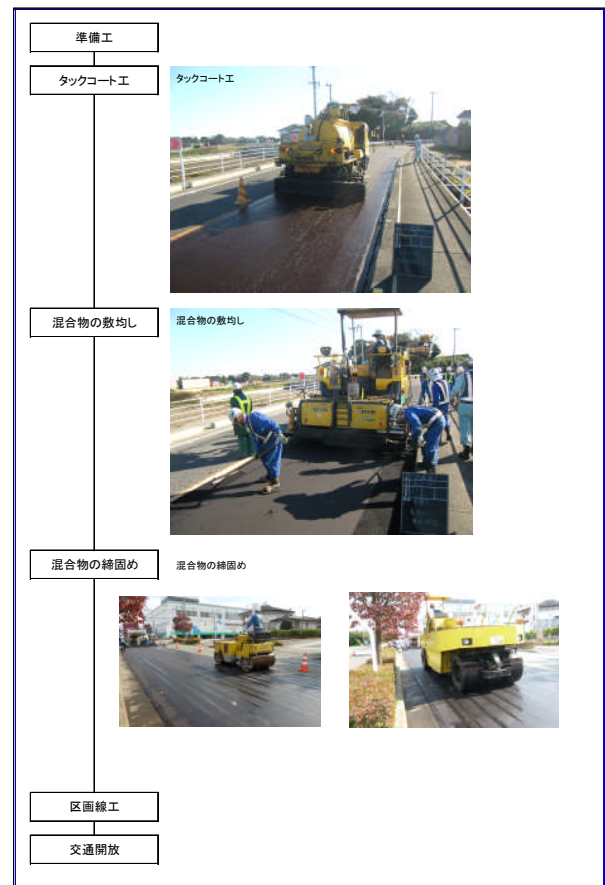 準備工
タックコート工
タックコート工
混合物の敷均し
混合物の敷均し
混合物の締固め
混合物の締固め
区画線工
交通開放